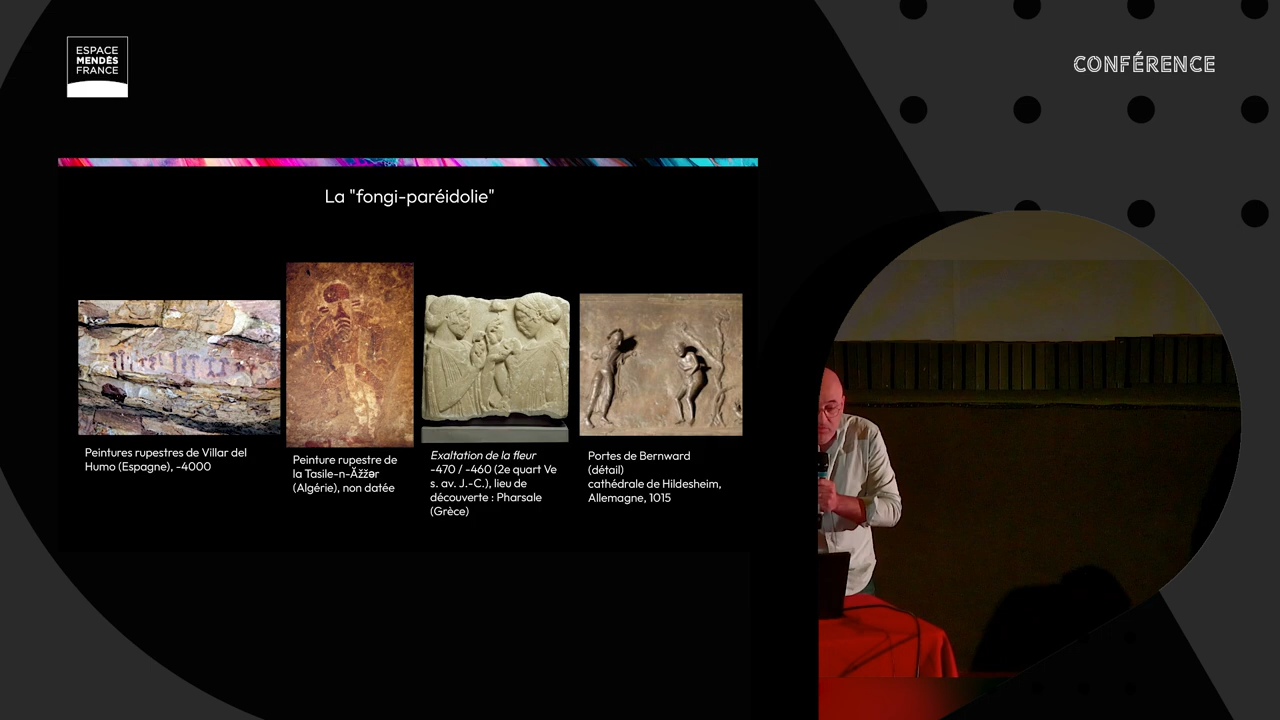 ESPACE
MENDÈS
FRANCE
CONFÉRENCE
La "fongi-paréidolie"
Peintures rupestres de Villar del
Humo (Espagne), -4000
Peinture rupestre de
la Tasile-n-Ăžžǝr
(Algérie), non datée
Exaltation de la fleur
-470 / -460 (2e quart Ve
s. av. J.-C.), lieu de
découverte : Pharsale
(Grèce)
Portes de Bernward
(détail)
cathédrale de Hildesheim,
Allemagne, 1015